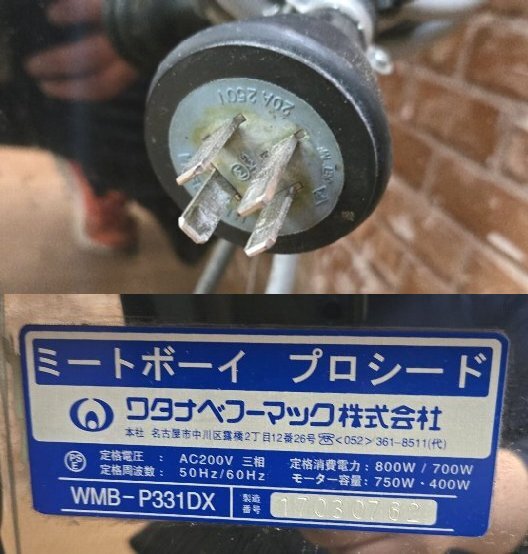 20A 250V
ミートボーイ プロシード
ワタナベフーマック株式会社
本社 名古屋市中川区露橋2丁目12番26号 ☏<052>361-8511(代)
PSE
定格電圧 : AC200V 三相 定格消費電力 : 800W / 700W
定格周波数 : 50Hz/60Hz モーター容量 : 750W・400W
WMB-P331DX 製造番号 17030762